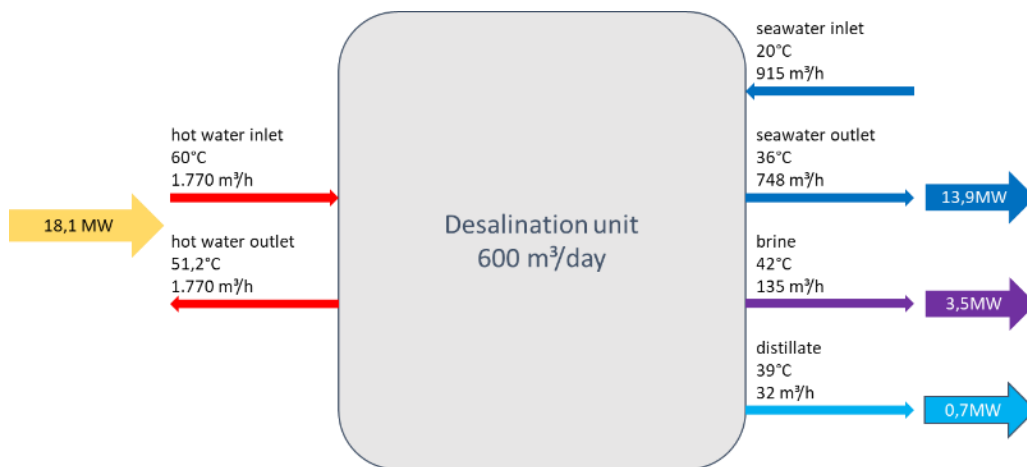 seawater inlet
20°C
915 m³/h
hot water inlet
60°C
1.770 m³/h
seawater outlet
36°C
748 m³/h
13,9MW
18,1 MW
Desalination unit
600 m³/day
hot water outlet
51,2°C
1.770 m³/h
brine
42°C
135 m³/h
3,5MW
distillate
39°C
32 m³/h
0,7MW